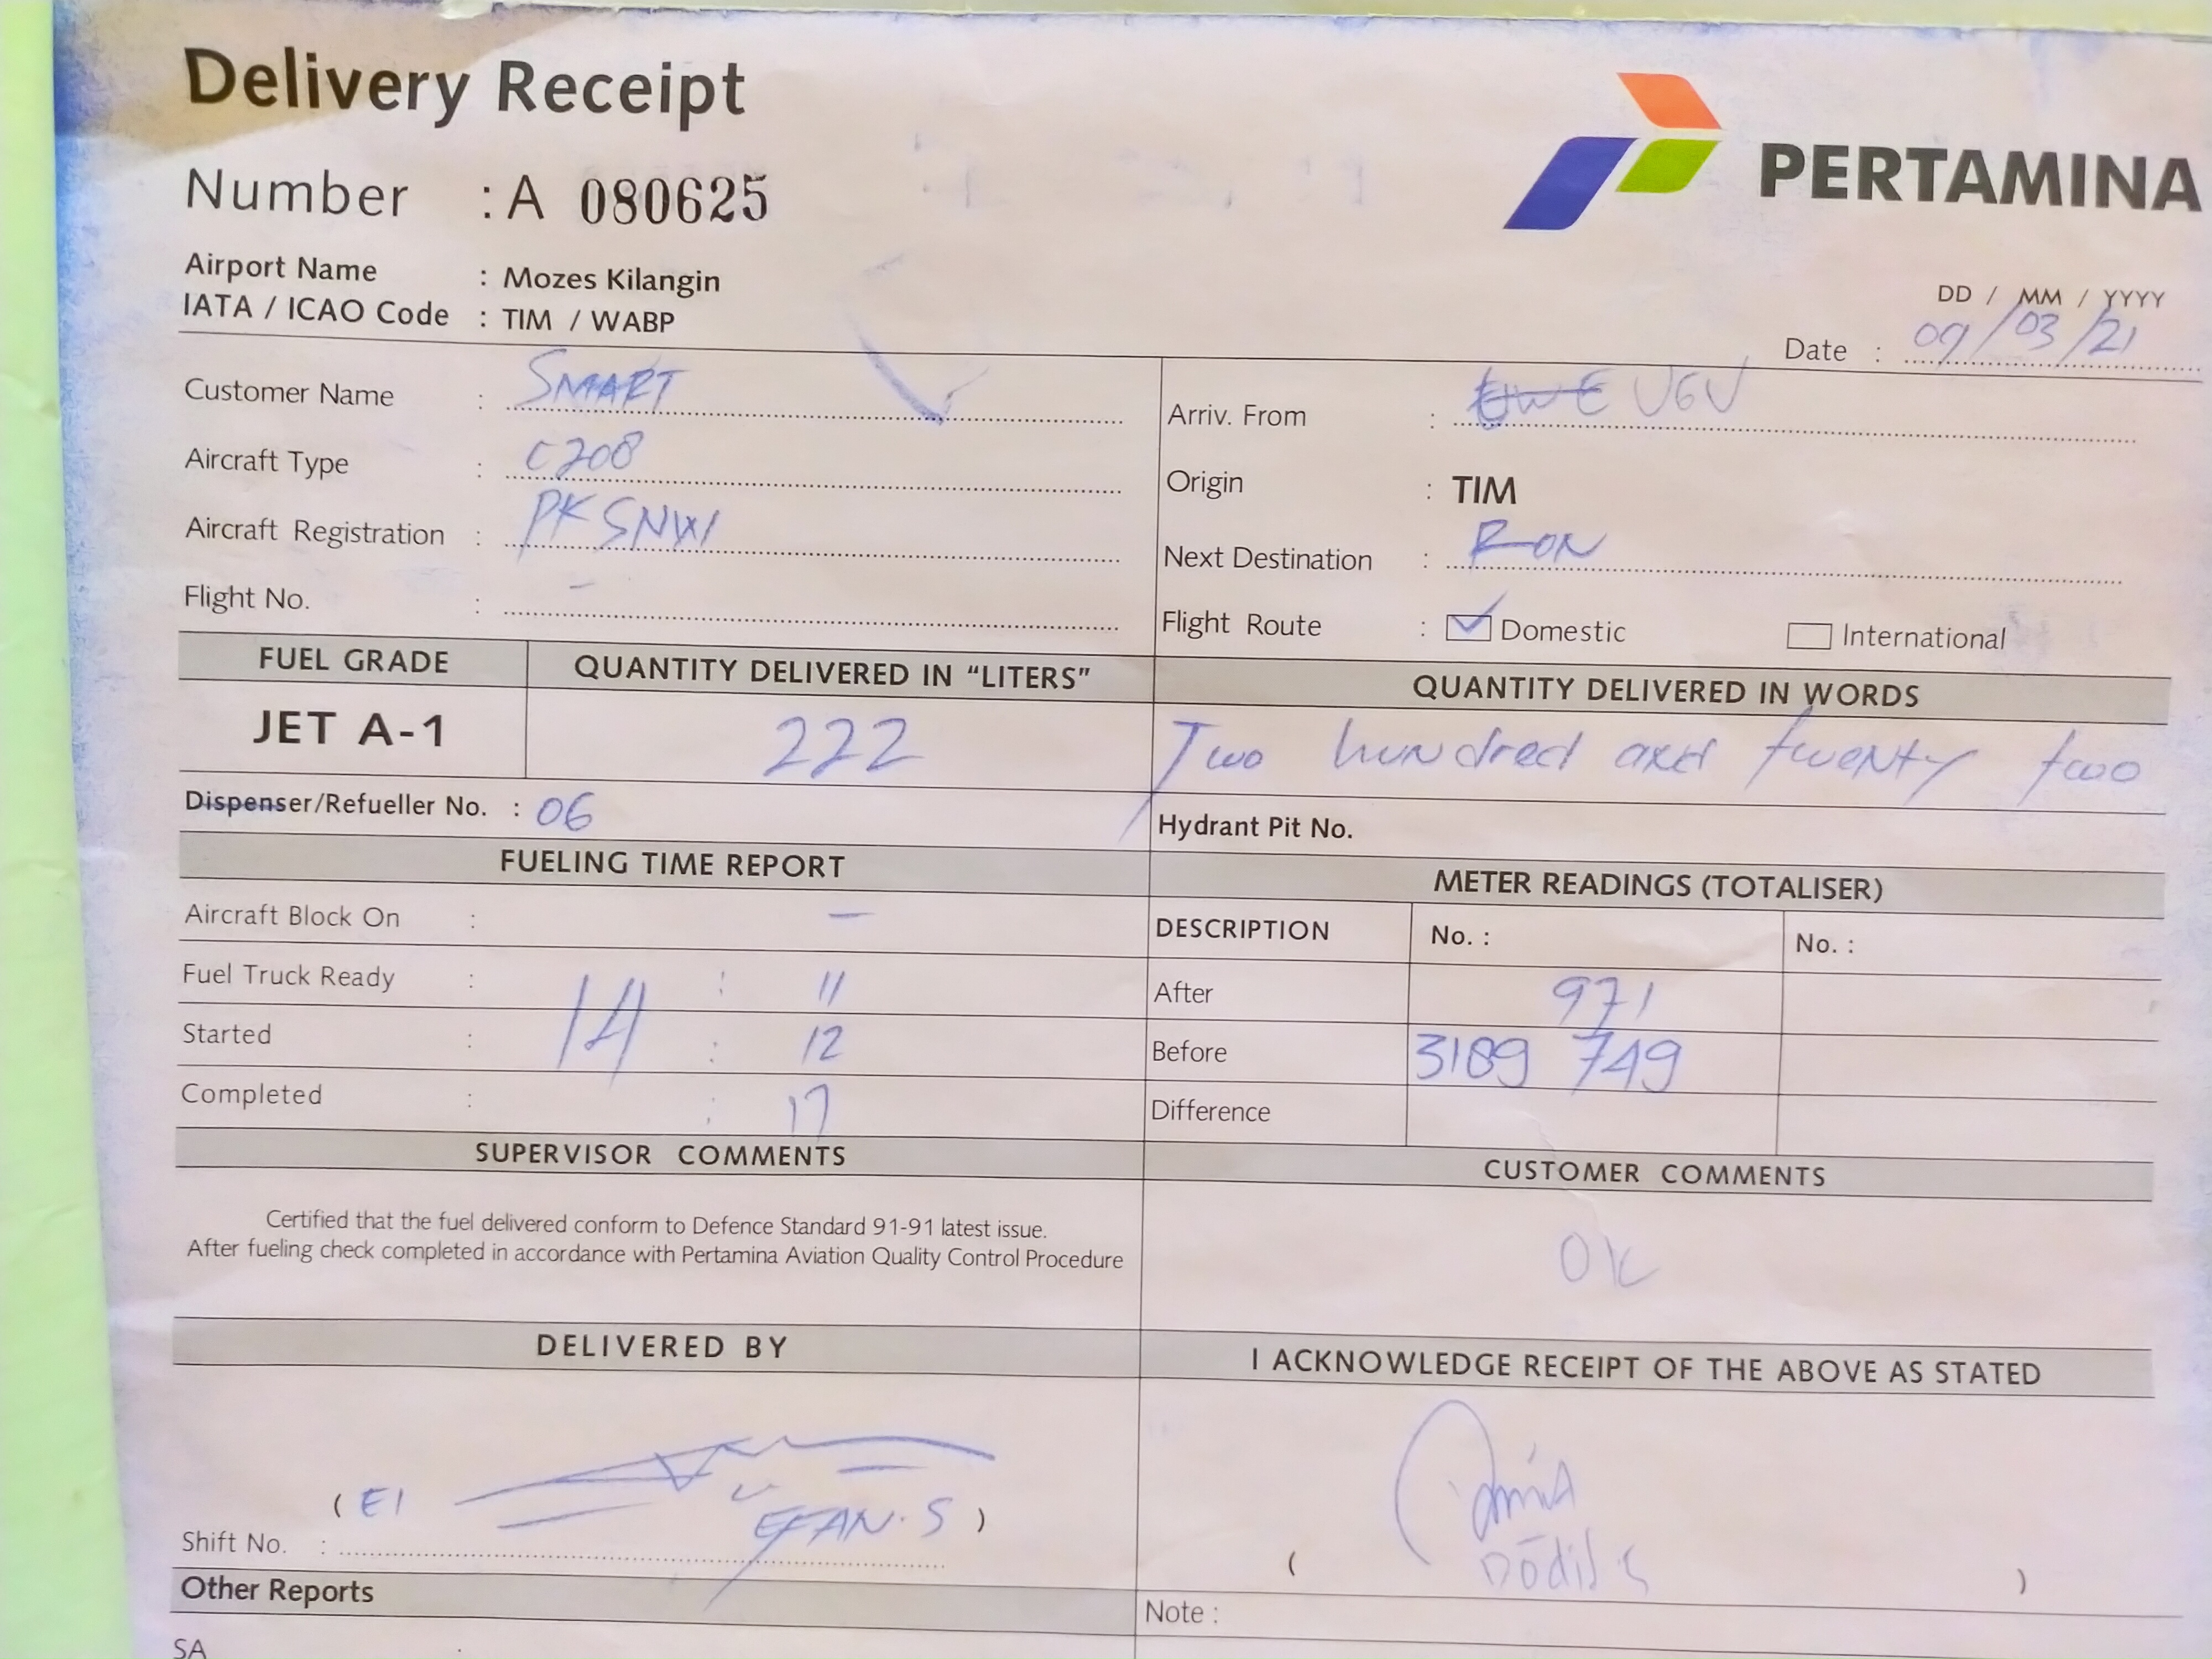 Delivery Receipt
PERTAMINA
Number : A 080625
Airport Name : Mozes Kilangin
IATA / ICAO Code : TIM / WABP
DD / MM / YYYY
Date : 09/03/21
Customer Name : SMART
Arriv. From : UGU
Aircraft Type : C208
Origin : TIM
Aircraft Registration : PK SNW
Next Destination : RON
Flight No. : -
Flight Route : Domestic International
FUEL GRADE QUANTITY DELIVERED IN “LITERS” QUANTITY DELIVERED IN WORDS
JET A-1 222 Two hundred and twenty two
Dispenser/Refueller No. : 06 Hydrant Pit No.
FUELING TIME REPORT METER READINGS (TOTALISER)
Aircraft Block On : - DESCRIPTION No. : No. :
Fuel Truck Ready : : 11 After 971
Started : 14 : 12 Before 3189 749
Completed : : 17 Difference
SUPERVISOR COMMENTS CUSTOMER COMMENTS
Certified that the fuel delivered conform to Defence Standard 91-91 latest issue.
After fueling check completed in accordance with Pertamina Aviation Quality Control Procedure
OK
DELIVERED BY I ACKNOWLEDGE RECEIPT OF THE ABOVE AS STATED
( E1 EFAN.S )
Shift No. :
( )
Other Reports Note :
SA :